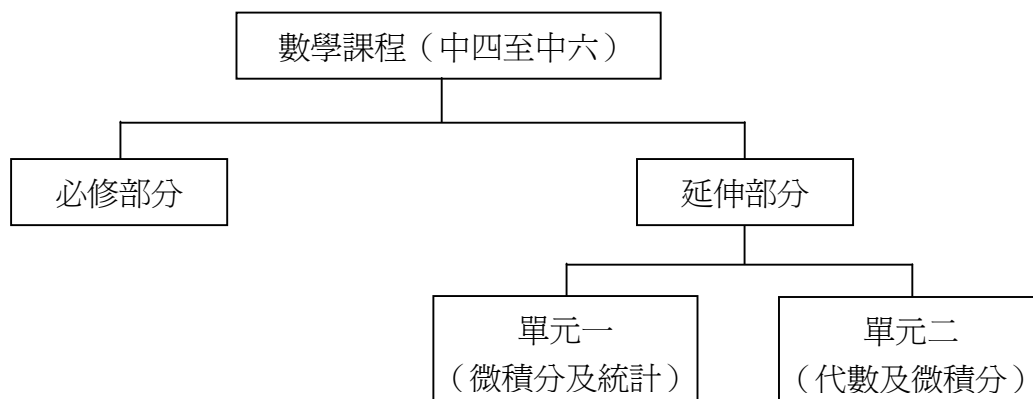 數學課程（中四至中六）
必修部分
延伸部分
單元一
（微積分及統計）
單元二
（代數及微積分）